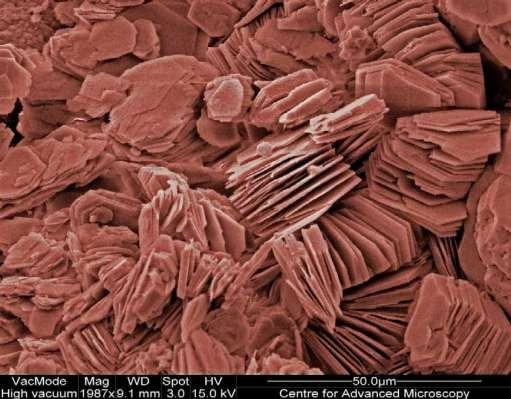 VacMode Mag WD Spot HV 50.0µm
High vacuum 1987x 9.1 mm 3.0 15.0 kV Centre for Advanced Microscopy